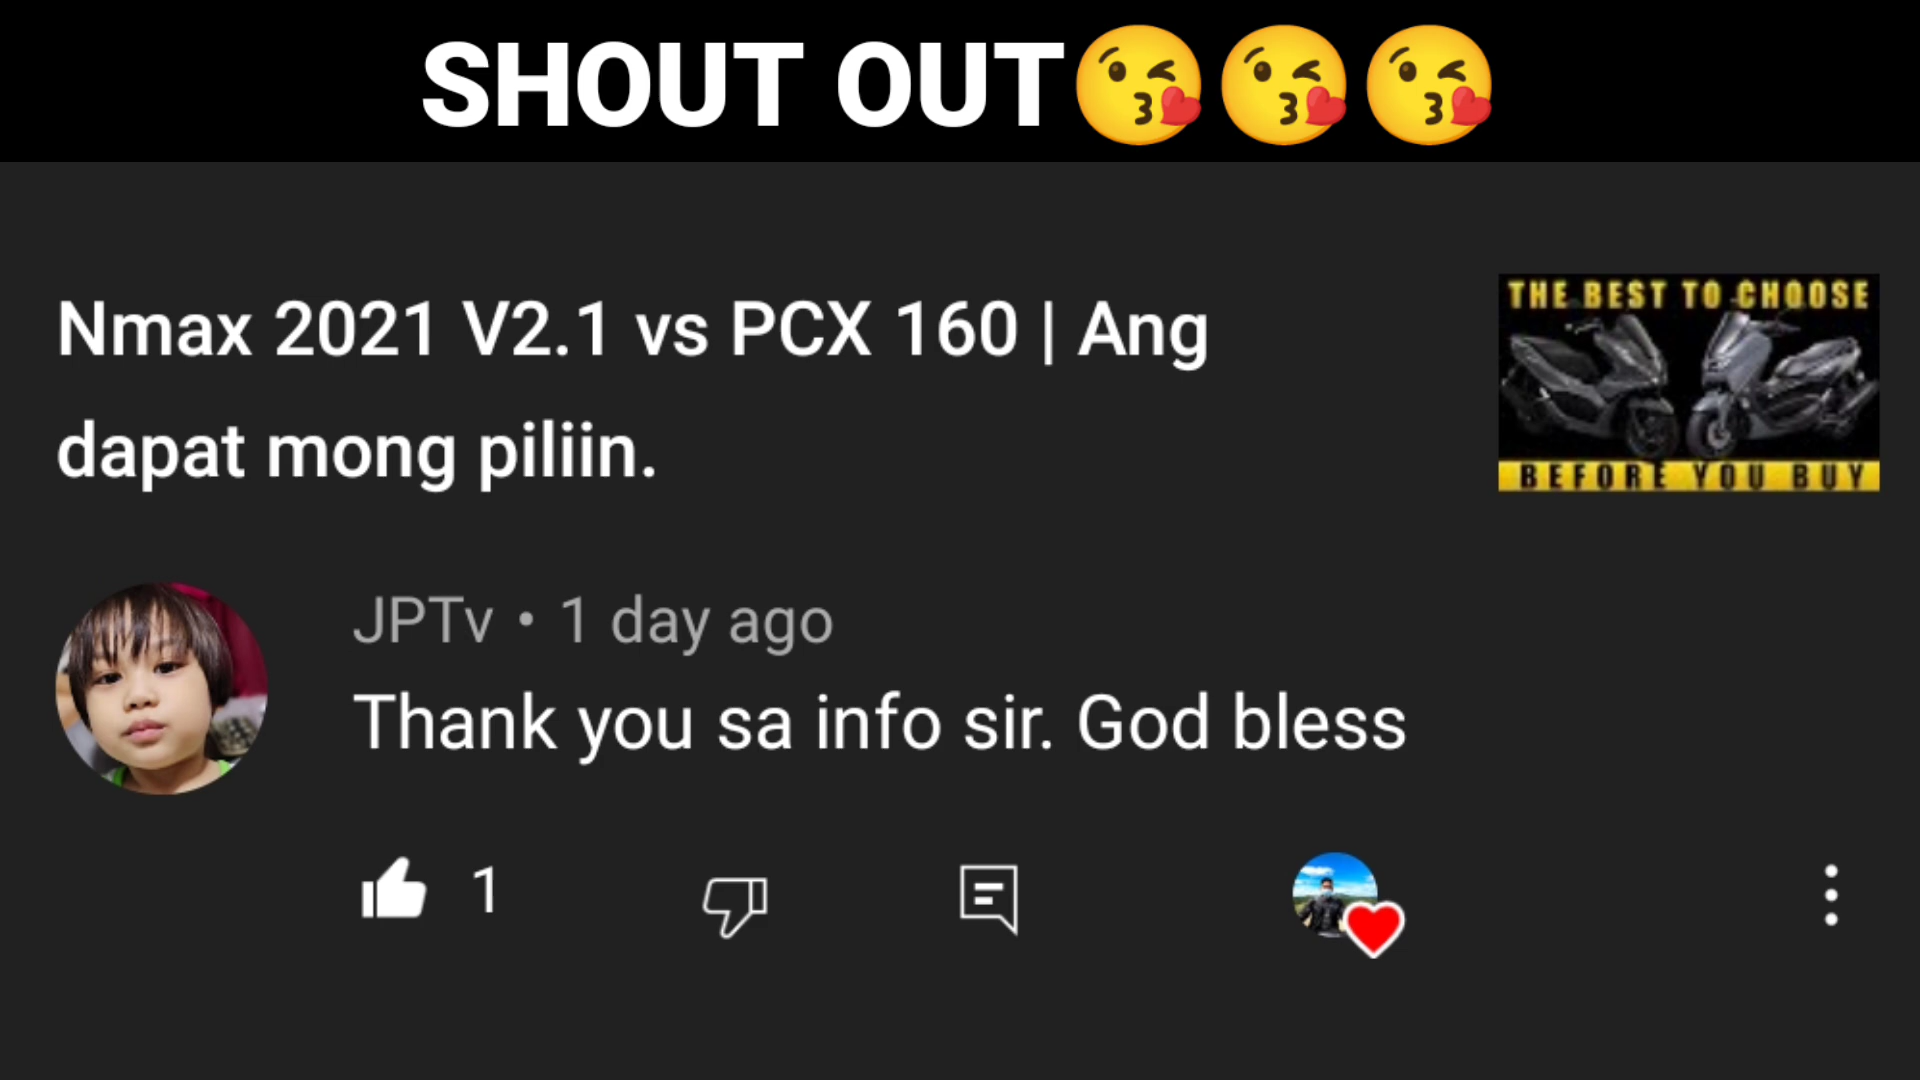 SHOUT OUT😘😘😘
Nmax 2021 V2.1 vs PCX 160 | Ang
dapat mong piliin.
THE BEST TO CHOOSE
BEFORE YOU BUY
JPTv • 1 day ago
Thank you sa info sir. God bless
1